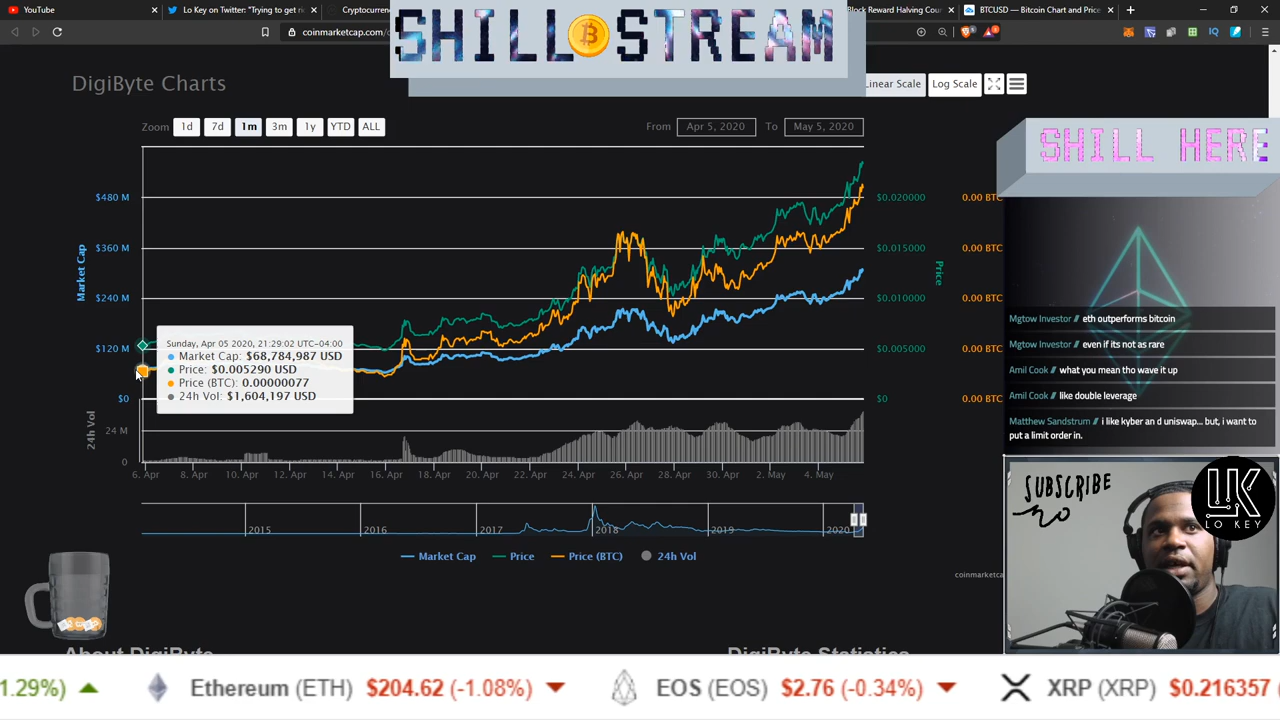 YouTube
Lo Key on Twitter: "Trying to get ri
Cryptocurren
Block Reward Halving Coun
BTCUSD — Bitcoin Chart and Price
coinmarketcap.com/c
SHILL STREAM
DigiByte Charts
Linear Scale
Log Scale
Zoom
1d
7d
1m
3m
1y
YTD
ALL
From
Apr 5, 2020
To
May 5, 2020
SHILL HERE
$480 M
$0.020000
0.00 BTC
$360 M
$0.015000
0.00 BTC
$240 M
$0.010000
0.00 BTC
$120 M
$0.005000
0.00 BTC
$0
$0
0.00 BTC
Market Cap
Price
Sunday, Apr 05 2020, 21:29:02 UTC-04:00
Market Cap: $68,784,987 USD
Price: $0.005290 USD
Price (BTC): 0.00000077
24h Vol: $1,604,197 USD
24h Vol
24 M
0
6. Apr
8. Apr
10. Apr
12. Apr
14. Apr
16. Apr
18. Apr
20. Apr
22. Apr
24. Apr
26. Apr
28. Apr
30. Apr
2. May
4. May
2015
2016
2017
2018
2019
2020
Market Cap
Price
Price (BTC)
24h Vol
coinmarketca
Mgtow Investor // eth outperforms bitcoin
Mgtow Investor // even if its not as rare
Amil Cook // what you mean tho wave it up
Amil Cook // like double leverage
Matthew Sandstrum // i like kyber an d uniswap... but, i want to
put a limit order in.
SUBSCRIBE
NO
LK
LO KEY
About DigiByte
DigiByte Statistics
1.29%)
Ethereum (ETH) $204.62 (-1.08%)
EOS (EOS) $2.76 (-0.34%)
XRP (XRP) $0.216357